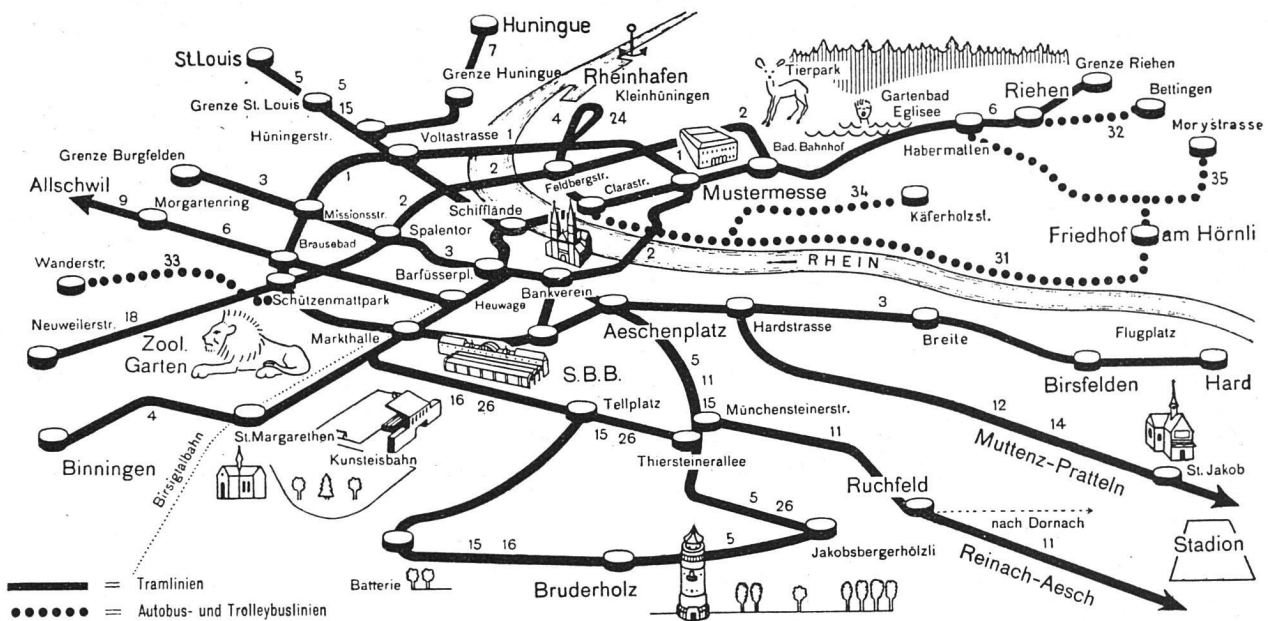 Huningue
7
St.Louis
5
5
15
Grenze Huningue
Grenze St. Louis
Hüningerstr.
Voltastrasse
1
Rheinhafen
Kleinhüningen
4
24
2
Tierpark
Gartenbad
Eglisee
Grenze Riehen
Riehen
6
Bettingen
32
Morystrasse
35
Bad. Bahnhof
Habermatten
Grenze Burgfelden
3
Allschwil
9
Morgartenring
1
2
2
Feldbergstr.
1
Clarastr.
Mustermesse
34
Käferholzst.
Missionsstr.
Schifflände
Spalentor
6
Brausebad
3
2
Friedhof am Hörnli
31
RHEIN
Wanderstr.
33
Barfüsserpl.
Heuwage
Bankverein
Schützenmattpark
Neuweilerstr.
18
Markthalle
Aeschenplatz
Hardstrasse
3
Breite
Flugplatz
Zool.
Garten
S.B.B.
5
11
15
Birsfelden
Hard
16
26
Tellplatz
15
26
Münchensteinerstr.
11
12
14
4
Binningen
St.Margarethen
Kunsteisbahn
Birsigtalbahn
Thiersteinerallee
Muttenz-Pratteln
St. Jakob
Ruchfeld
5
26
nach Dornach
11
Reinach-Aesch
Stadion
15
16
5
Jakobsbergerhölzli
Batterie
Bruderholz
= Tramlinien
= Autobus- und Trolleybuslinien